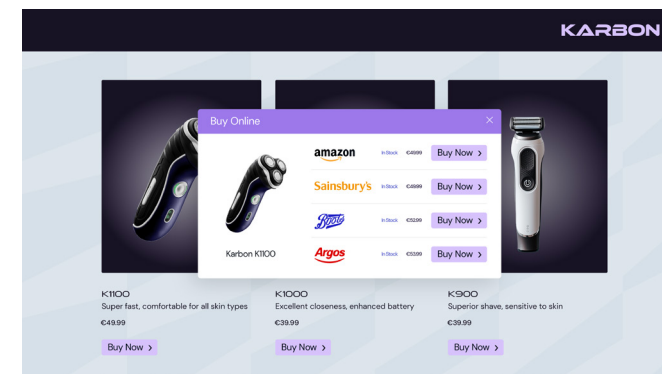 KARBON
Buy Online
amazon In Stock €49.99 Buy Now
Sainsbury's In Stock €49.99 Buy Now
Boots In Stock €52.99 Buy Now
Argos In Stock €53.99 Buy Now
Karbon K1100
K1100
Super fast, comfortable for all skin types
€49.99
Buy Now
K1000
Excellent closeness, enhanced battery
€39.99
Buy Now
K900
Superior shave, sensitive to skin
€39.99
Buy Now